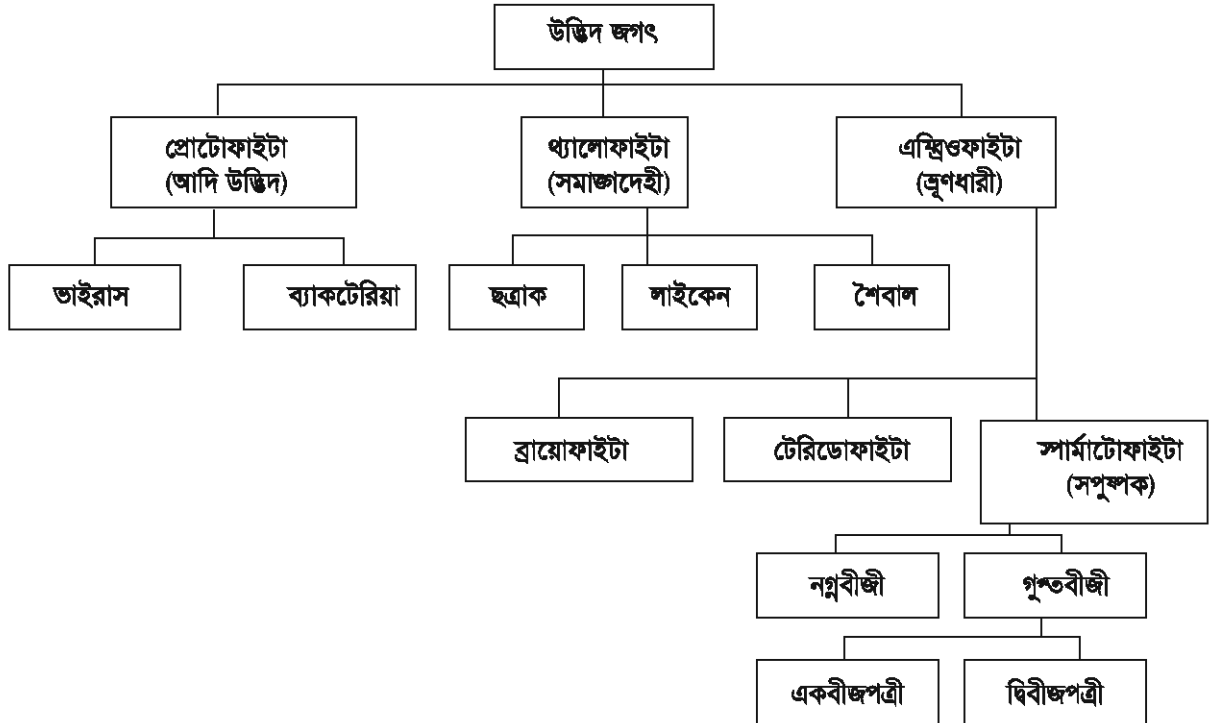 উদ্ভিদ জগৎ
প্রোটোফাইটা
(আদি উদ্ভিদ)
থ্যালোফাইটা
(সমাঙ্গদেহী)
এম্ব্রিওফাইটা
(ভ্রূণধারী)
ভাইরাস
ব্যাকটেরিয়া
ছত্রাক
লাইকেন
শৈবাল
ব্রায়োফাইটা
টেরিডোফাইটা
স্পার্মাটোফাইটা
(সপুষ্পক)
নগ্নবীজী
গুপ্তবীজী
একবীজপত্রী
দ্বিবীজপত্রী